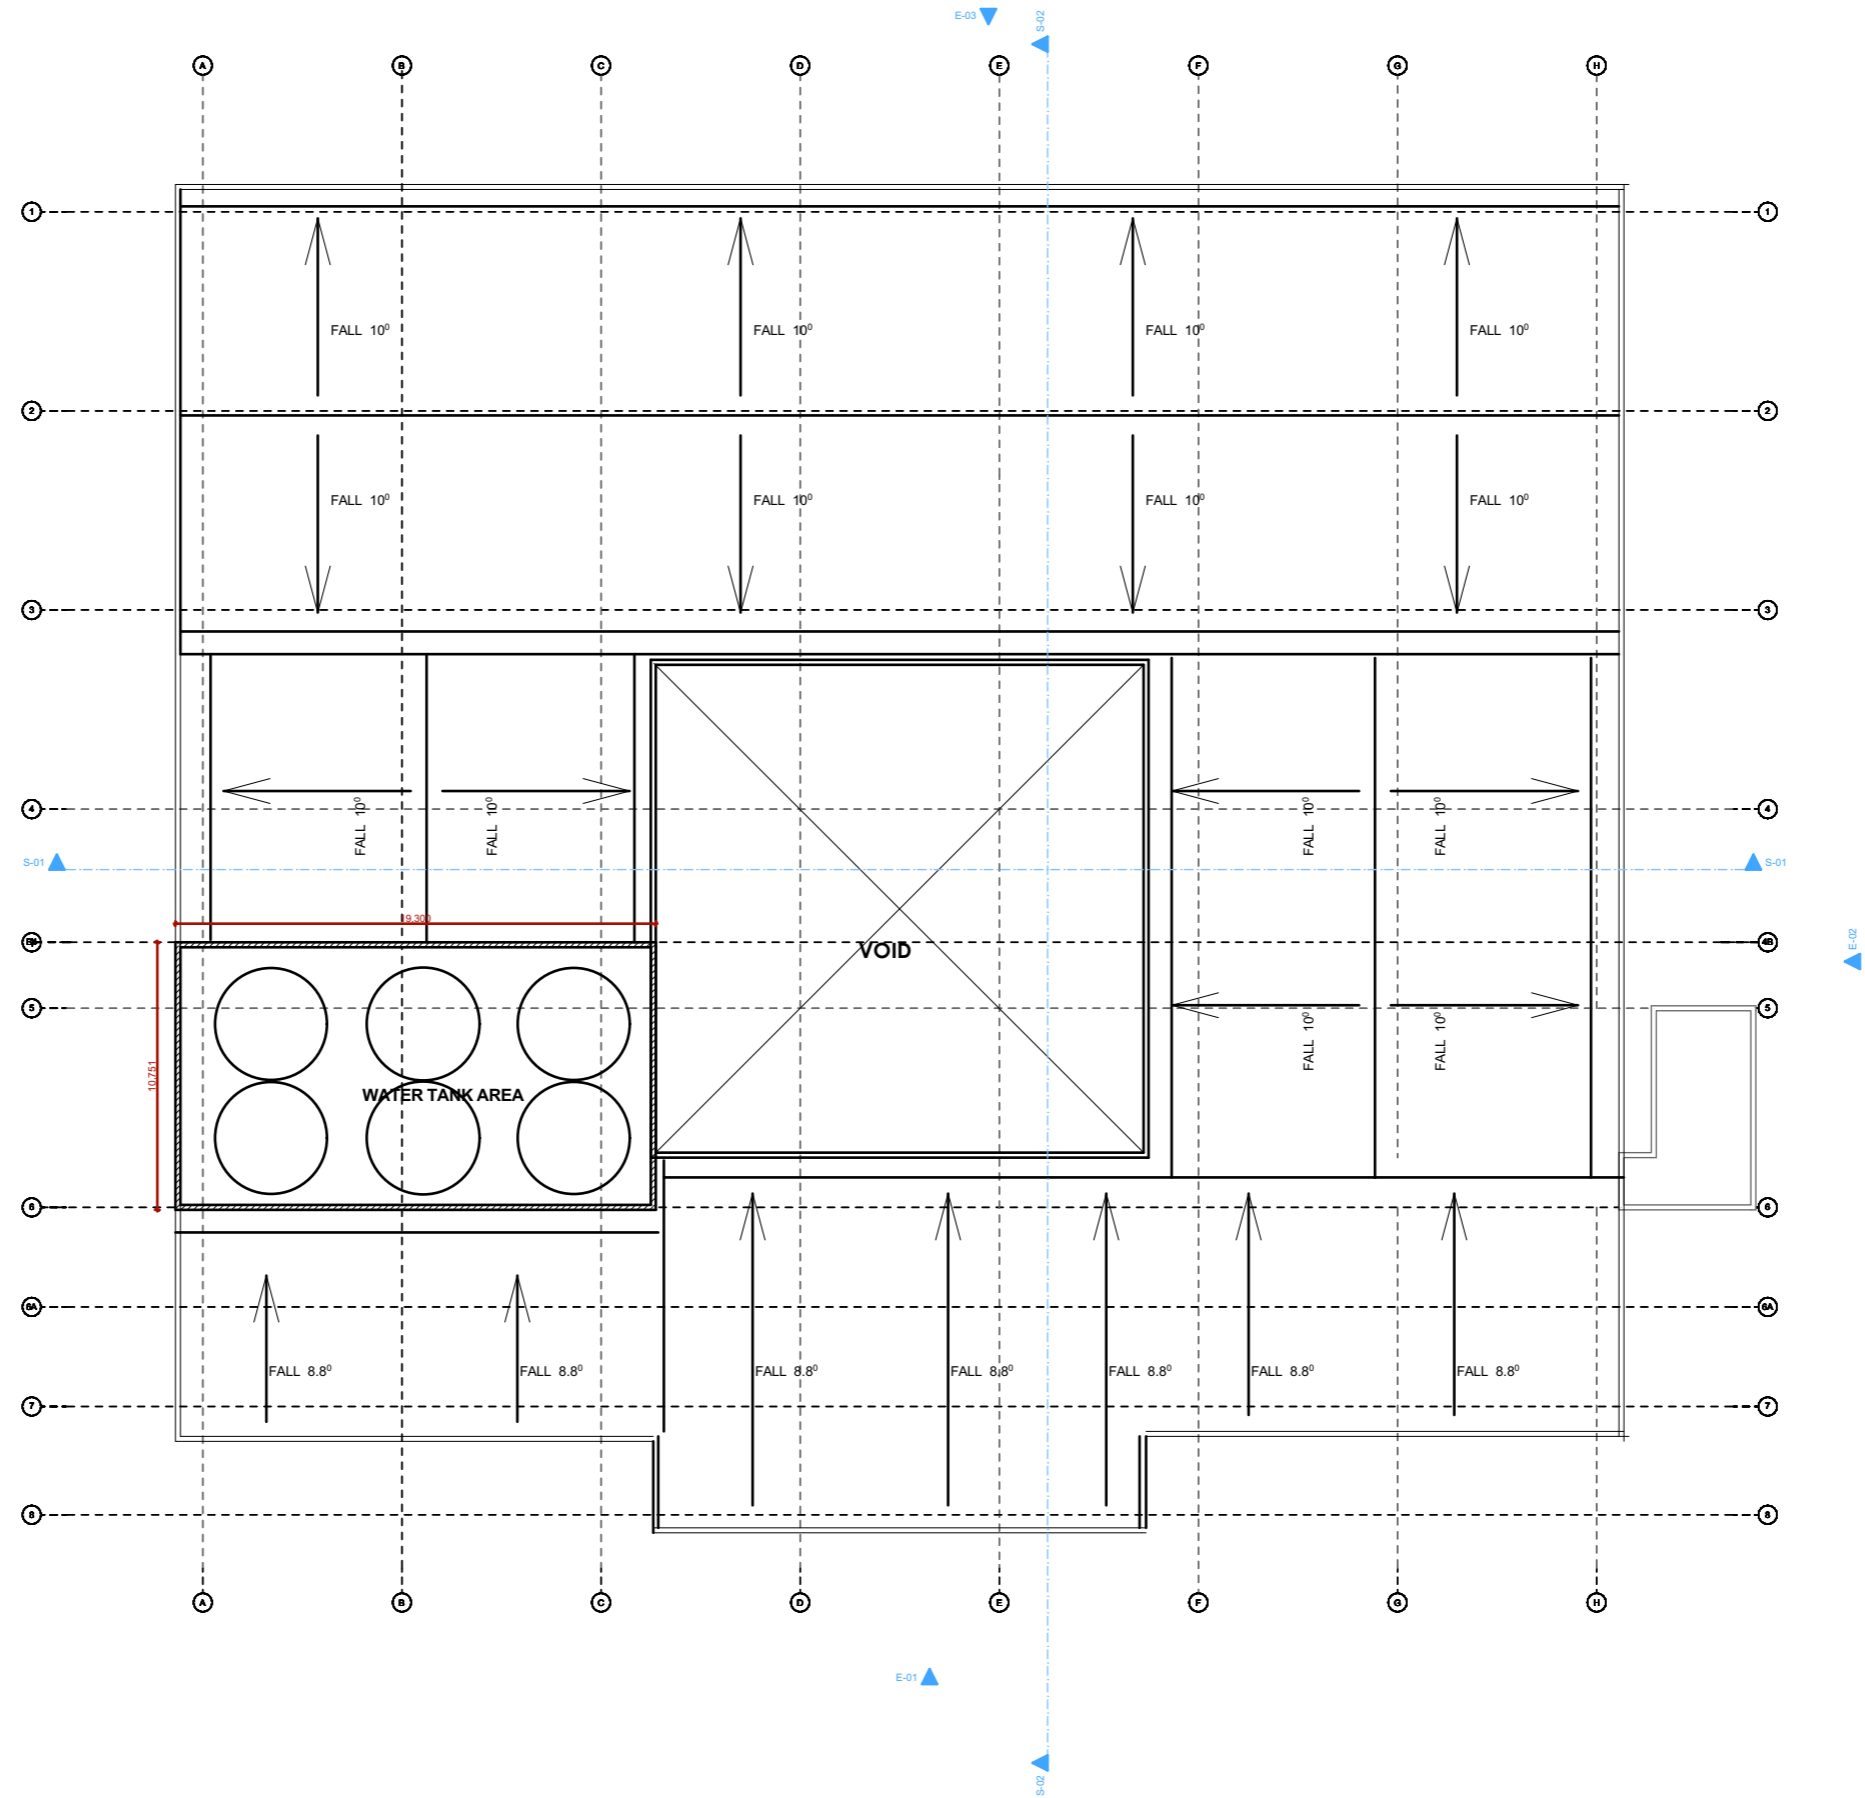 E-03
S-02
A B C D E F G H
1 1
FALL 10⁰ FALL 10⁰ FALL 10⁰ FALL 10⁰
2 2
FALL 10⁰ FALL 10⁰ FALL 10⁰ FALL 10⁰
3 3
4 4
FALL 10⁰ FALL 10⁰ FALL 10⁰ FALL 10⁰
S-01 S-01
19,300
4B
E-02
VOID
5 5
FALL 10⁰ FALL 10⁰
10,751
WATER TANK AREA
6 6
6A 6A
FALL 8.8⁰ FALL 8.8⁰ FALL 8.8⁰ FALL 8.8⁰ FALL 8.8⁰ FALL 8.8⁰ FALL 8.8⁰
7 7
8 8
A B C D E F G H
E-01
S-02